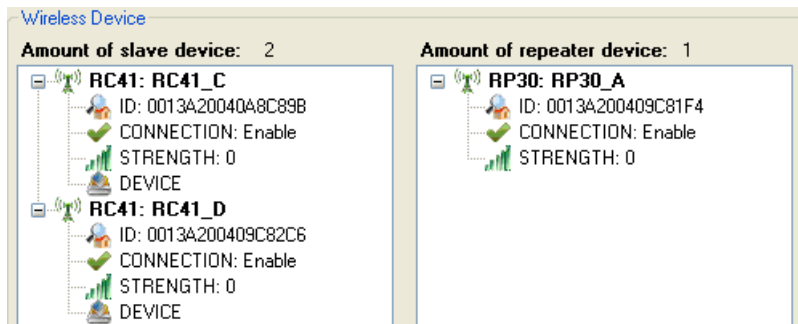 Wireless Device
Amount of slave device: 2
RC41: RC41_C
ID: 0013A20040A8C89B
CONNECTION: Enable
STRENGTH: 0
DEVICE
RC41: RC41_D
ID: 0013A200409C82C6
CONNECTION: Enable
STRENGTH: 0
DEVICE
Amount of repeater device: 1
RP30: RP30_A
ID: 0013A200409C81F4
CONNECTION: Enable
STRENGTH: 0